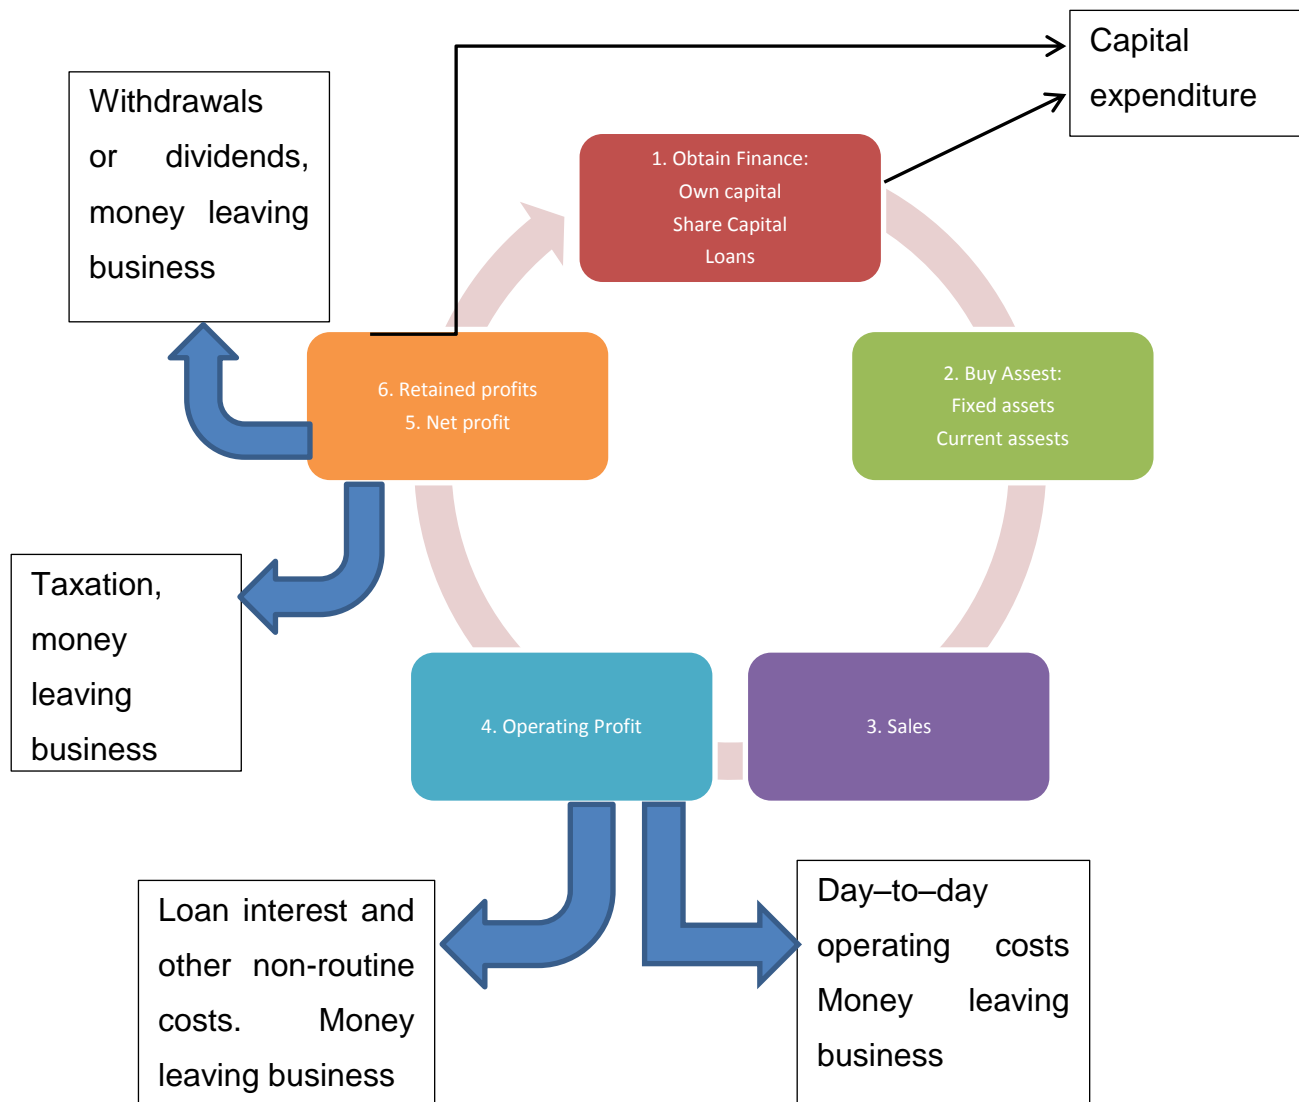 Capital
expenditure
Withdrawals
or dividends,
money leaving
business
1. Obtain Finance:
Own capital
Share Capital
Loans
6. Retained profits
5. Net profit
2. Buy Assest:
Fixed assets
Current assests
Taxation,
money
leaving
business
4. Operating Profit
3. Sales
Loan interest and
other non-routine
costs. Money
leaving business
Day–to–day
operating costs
Money leaving
business